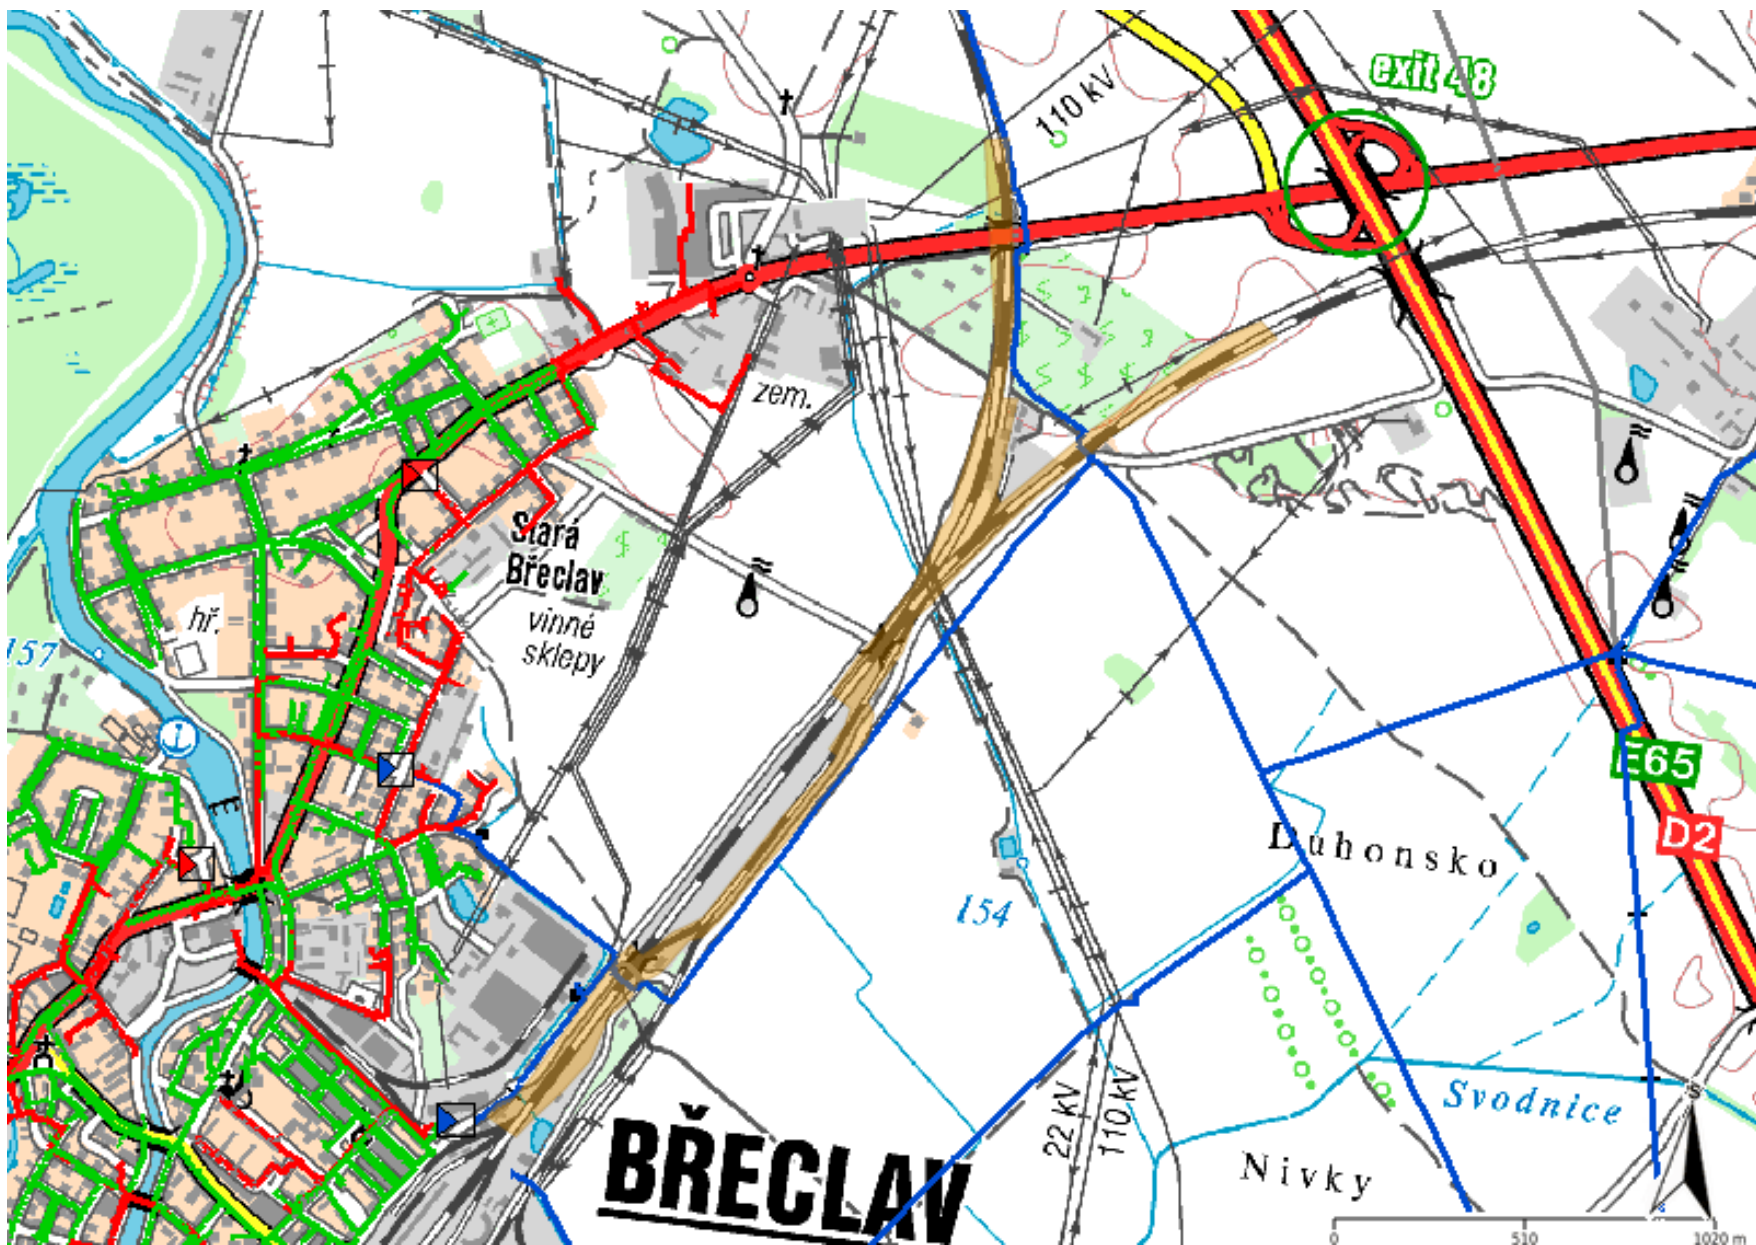 exit 48
110 kV
zem.
Stará
Břeclav
vinné
sklepy
hř.
157
E65
D2
Duhonsko
154
Svodnice
22 kV
110 kV
Nivky
BŘECLAV
S
0 510 1020 m